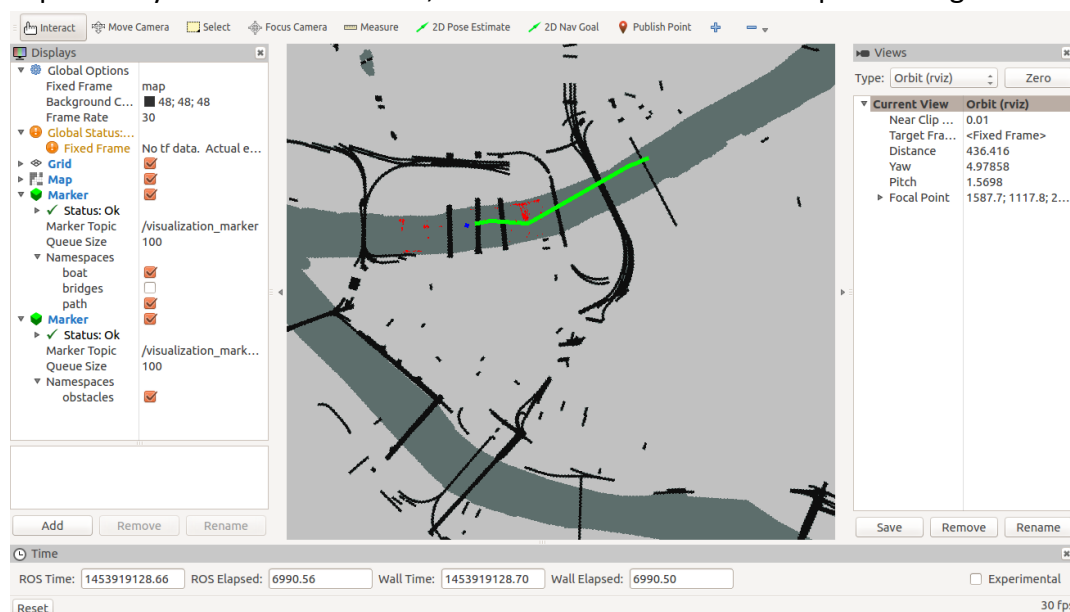 Interact Move Camera Select Focus Camera Measure 2D Pose Estimate 2D Nav Goal Publish Point
Displays
Global Options
Fixed Frame map
Background C... 48; 48; 48
Frame Rate 30
Global Status:...
Fixed Frame No tf data. Actual e...
Grid
Map
Marker
Status: Ok
Marker Topic /visualization_marker
Queue Size 100
Namespaces
boat
bridges
path
Marker
Status: Ok
Marker Topic /visualization_mark...
Queue Size 100
Namespaces
obstacles
Add Remove Rename
Views
Type: Orbit (rviz) Zero
Current View Orbit (rviz)
Near Clip ... 0.01
Target Fra... <Fixed Frame>
Distance 436.416
Yaw 4.97858
Pitch 1.5698
Focal Point 1587.7; 1117.8; 2...
Save Remove Rename
Time
ROS Time: 1453919128.66 ROS Elapsed: 6990.56 Wall Time: 1453919128.70 Wall Elapsed: 6990.50 Experimental
Reset 30 fps